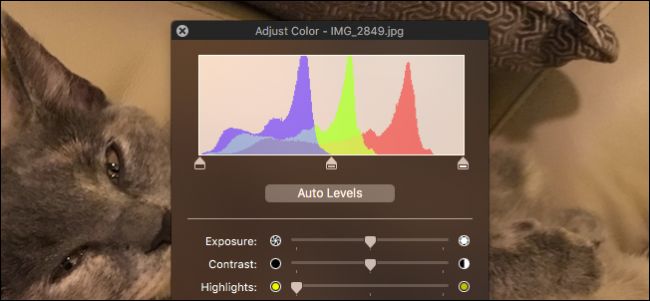 Adjust Color - IMG_2849.jpg
Auto Levels
Exposure:
Contrast:
Highlights: